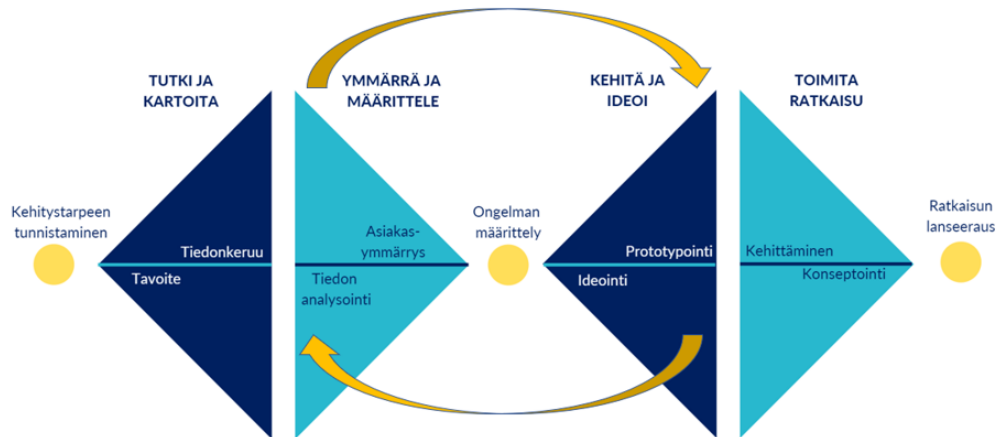 TUTKI JA
KARTOITA
YMMÄRRÄ JA
MÄÄRITTELE
KEHITÄ JA
IDEOI
TOIMITA
RATKAISU
Kehitystarpeen
tunnistaminen
Tiedonkeruu
Tavoite
Asiakas-
ymmärrys
Tiedon
analysointi
Ongelman
määrittely
Prototypointi
Ideointi
Kehittäminen
Konseptointi
Ratkaisun
lanseeraus